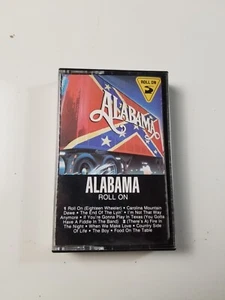 ROLL ON
ALABAMA
ALABAMA
ROLL ON
1 Roll On (Eighteen Wheeler) • Carolina Mountain
Dewe • The End Of The Lyin' • I'm Not That Way
Anymore • If You're Gonna Play In Texas (You Gotta
Have A Fiddle In The Band) 2 (There's A) Fire In
The Night • When We Make Love • Country Side
Of Life • The Boy • Food On The Table